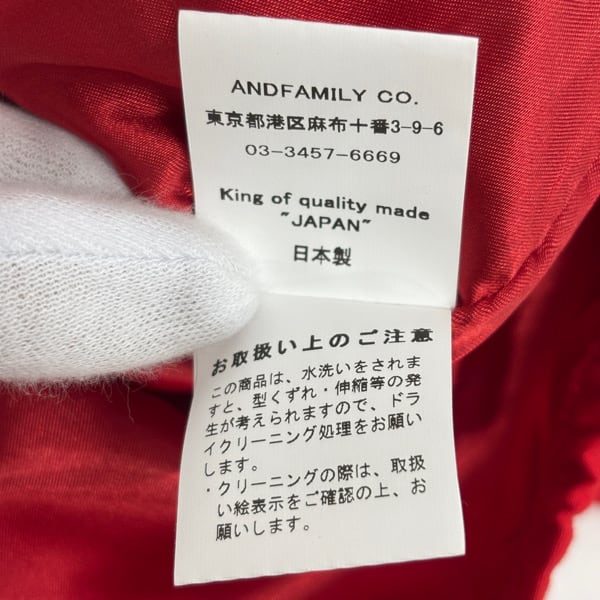 ANDFAMILY CO.
東京都港区麻布十番3-9-6
03-3457-6669
King of quality made
"JAPAN"
日本製
お取扱い上のご注意
この商品は、水洗いをされま
すと、型くずれ・伸縮等の発
生が考えられますので、ドラ
イクリーニング処理をお願い
します。
・クリーニングの際は、取扱
い絵表示をご確認の上、お
願いします。